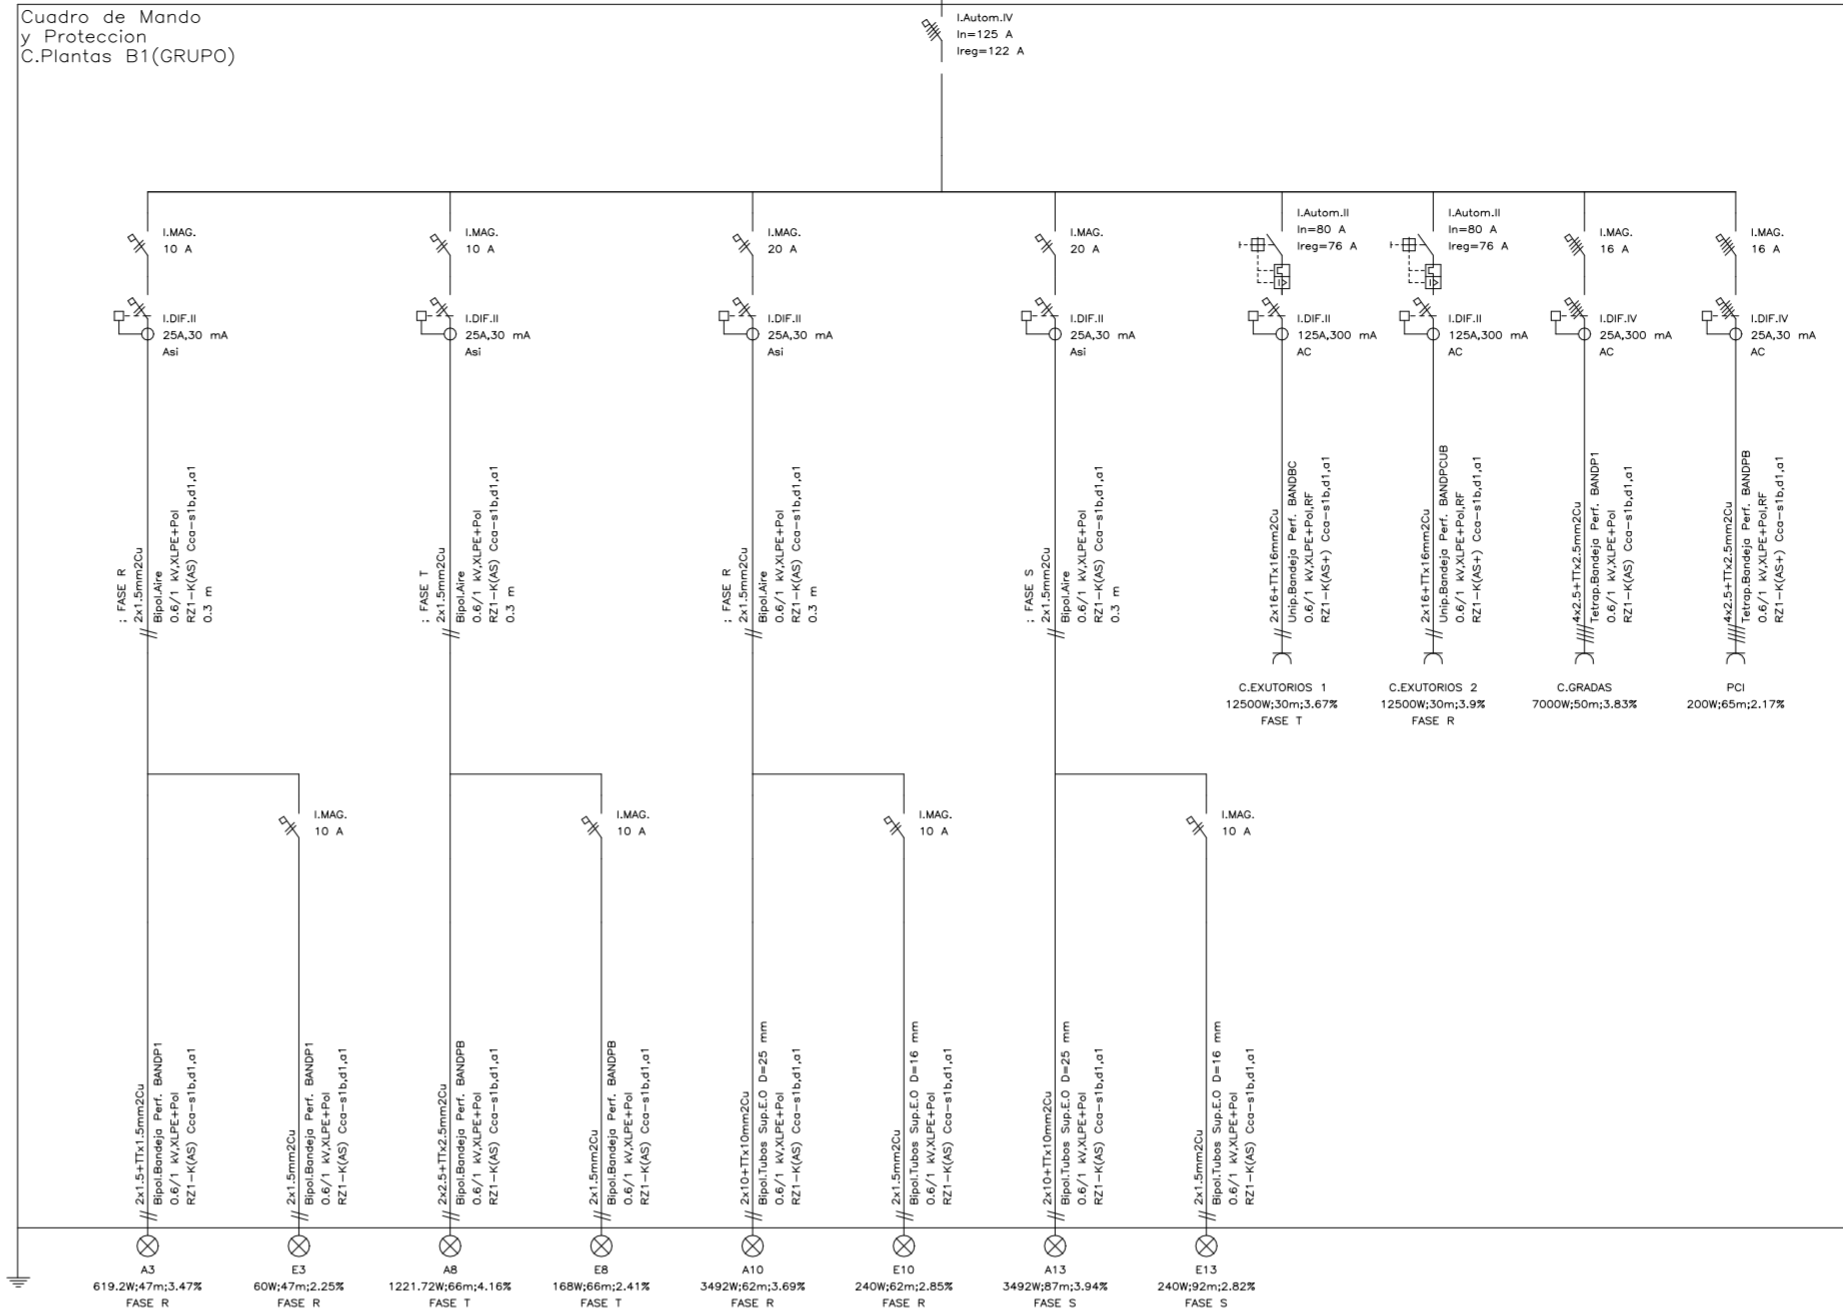 Cuadro de Mando
y Proteccion
C.Plantas B1(GRUPO)
I.Autom.IV
In=125 A
Ireg=122 A
I.MAG.
10 A
I.MAG.
10 A
I.MAG.
20 A
I.MAG.
20 A
I.Autom.II
In=80 A
Ireg=76 A
I.Autom.II
In=80 A
Ireg=76 A
I.MAG.
16 A
I.MAG.
16 A
I.DIF.II
25A,30 mA
Asi
I.DIF.II
25A,30 mA
Asi
I.DIF.II
25A,30 mA
Asi
I.DIF.II
25A,30 mA
Asi
I.DIF.II
125A,300 mA
AC
I.DIF.II
125A,300 mA
AC
I.DIF.IV
25A,300 mA
AC
I.DIF.IV
25A,30 mA
AC
; FASE R
2x1.5mm2Cu
Bipol.Aire
0.6/1 kV,XLPE+Pol
RZ1-K(AS) Cca-s1b,d1,a1
0.3 m
; FASE T
2x1.5mm2Cu
Bipol.Aire
0.6/1 kV,XLPE+Pol
RZ1-K(AS) Cca-s1b,d1,a1
0.3 m
; FASE R
2x1.5mm2Cu
Bipol.Aire
0.6/1 kV,XLPE+Pol
RZ1-K(AS) Cca-s1b,d1,a1
0.3 m
; FASE S
2x1.5mm2Cu
Bipol.Aire
0.6/1 kV,XLPE+Pol
RZ1-K(AS) Cca-s1b,d1,a1
0.3 m
2x16+TTx16mm2Cu
Unip.Bandeja Perf. BANDBC
0.6/1 kV,XLPE+Pol,RF
RZ1-K(AS+) Cca-s1b,d1,a1
2x16+TTx16mm2Cu
Unip.Bandeja Perf. BANDPCUB
0.6/1 kV,XLPE+Pol,RF
RZ1-K(AS+) Cca-s1b,d1,a1
4x2.5+TTx2.5mm2Cu
Tetrap.Bandeja Perf. BANDP1
0.6/1 kV,XLPE+Pol
RZ1-K(AS) Cca-s1b,d1,a1
4x2.5+TTx2.5mm2Cu
Tetrap.Bandeja Perf. BANDPB
0.6/1 kV,XLPE+Pol,RF
RZ1-K(AS+) Cca-s1b,d1,a1
C.EXUTORIOS 1
12500W;30m;3.67%
FASE T
C.EXUTORIOS 2
12500W;30m;3.9%
FASE R
C.GRADAS
7000W;50m;3.83%
PCI
200W;65m;2.17%
I.MAG.
10 A
I.MAG.
10 A
I.MAG.
10 A
I.MAG.
10 A
2x1.5+TTx1.5mm2Cu
Bipol.Bandeja Perf. BANDP1
0.6/1 kV,XLPE+Pol
RZ1-K(AS) Cca-s1b,d1,a1
2x1.5mm2Cu
Bipol.Bandeja Perf. BANDP1
0.6/1 kV,XLPE+Pol
RZ1-K(AS) Cca-s1b,d1,a1
2x2.5+TTx2.5mm2Cu
Bipol.Bandeja Perf. BANDPB
0.6/1 kV,XLPE+Pol
RZ1-K(AS) Cca-s1b,d1,a1
2x1.5mm2Cu
Bipol.Bandeja Perf. BANDPB
0.6/1 kV,XLPE+Pol
RZ1-K(AS) Cca-s1b,d1,a1
2x10+TTx10mm2Cu
Bipol.Tubos Sup.E.O D=25 mm
0.6/1 kV,XLPE+Pol
RZ1-K(AS) Cca-s1b,d1,a1
2x1.5mm2Cu
Bipol.Tubos Sup.E.O D=16 mm
0.6/1 kV,XLPE+Pol
RZ1-K(AS) Cca-s1b,d1,a1
2x10+TTx10mm2Cu
Bipol.Tubos Sup.E.O D=25 mm
0.6/1 kV,XLPE+Pol
RZ1-K(AS) Cca-s1b,d1,a1
2x1.5mm2Cu
Bipol.Tubos Sup.E.O D=16 mm
0.6/1 kV,XLPE+Pol
RZ1-K(AS) Cca-s1b,d1,a1
A3
619.2W;47m;3.47%
FASE R
E3
60W;47m;2.25%
FASE R
A8
1221.72W;66m;4.16%
FASE T
E8
168W;66m;2.41%
FASE T
A10
3492W;62m;3.69%
FASE R
E10
240W;62m;2.85%
FASE R
A13
3492W;87m;3.94%
FASE S
E13
240W;92m;2.82%
FASE S